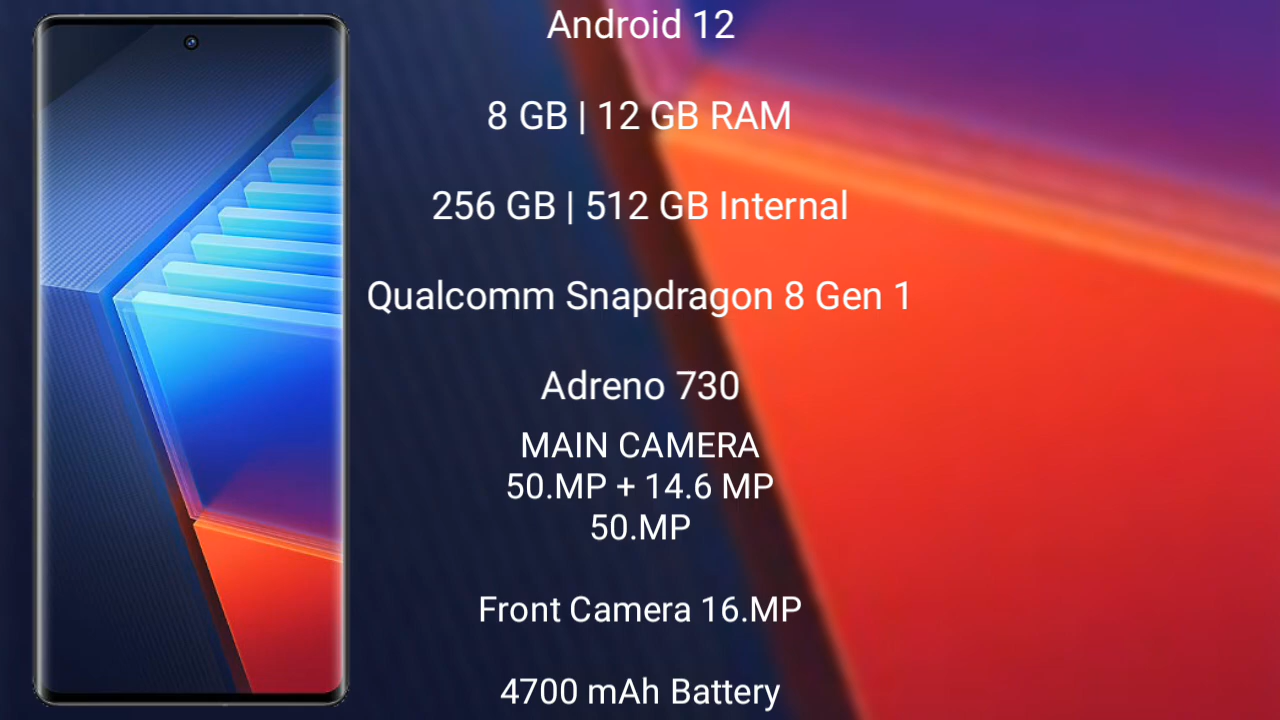 Android 12
8 GB | 12 GB RAM
256 GB | 512 GB Internal
Qualcomm Snapdragon 8 Gen 1
Adreno 730
MAIN CAMERA
50.MP + 14.6 MP
50.MP
Front Camera 16.MP
4700 mAh Battery